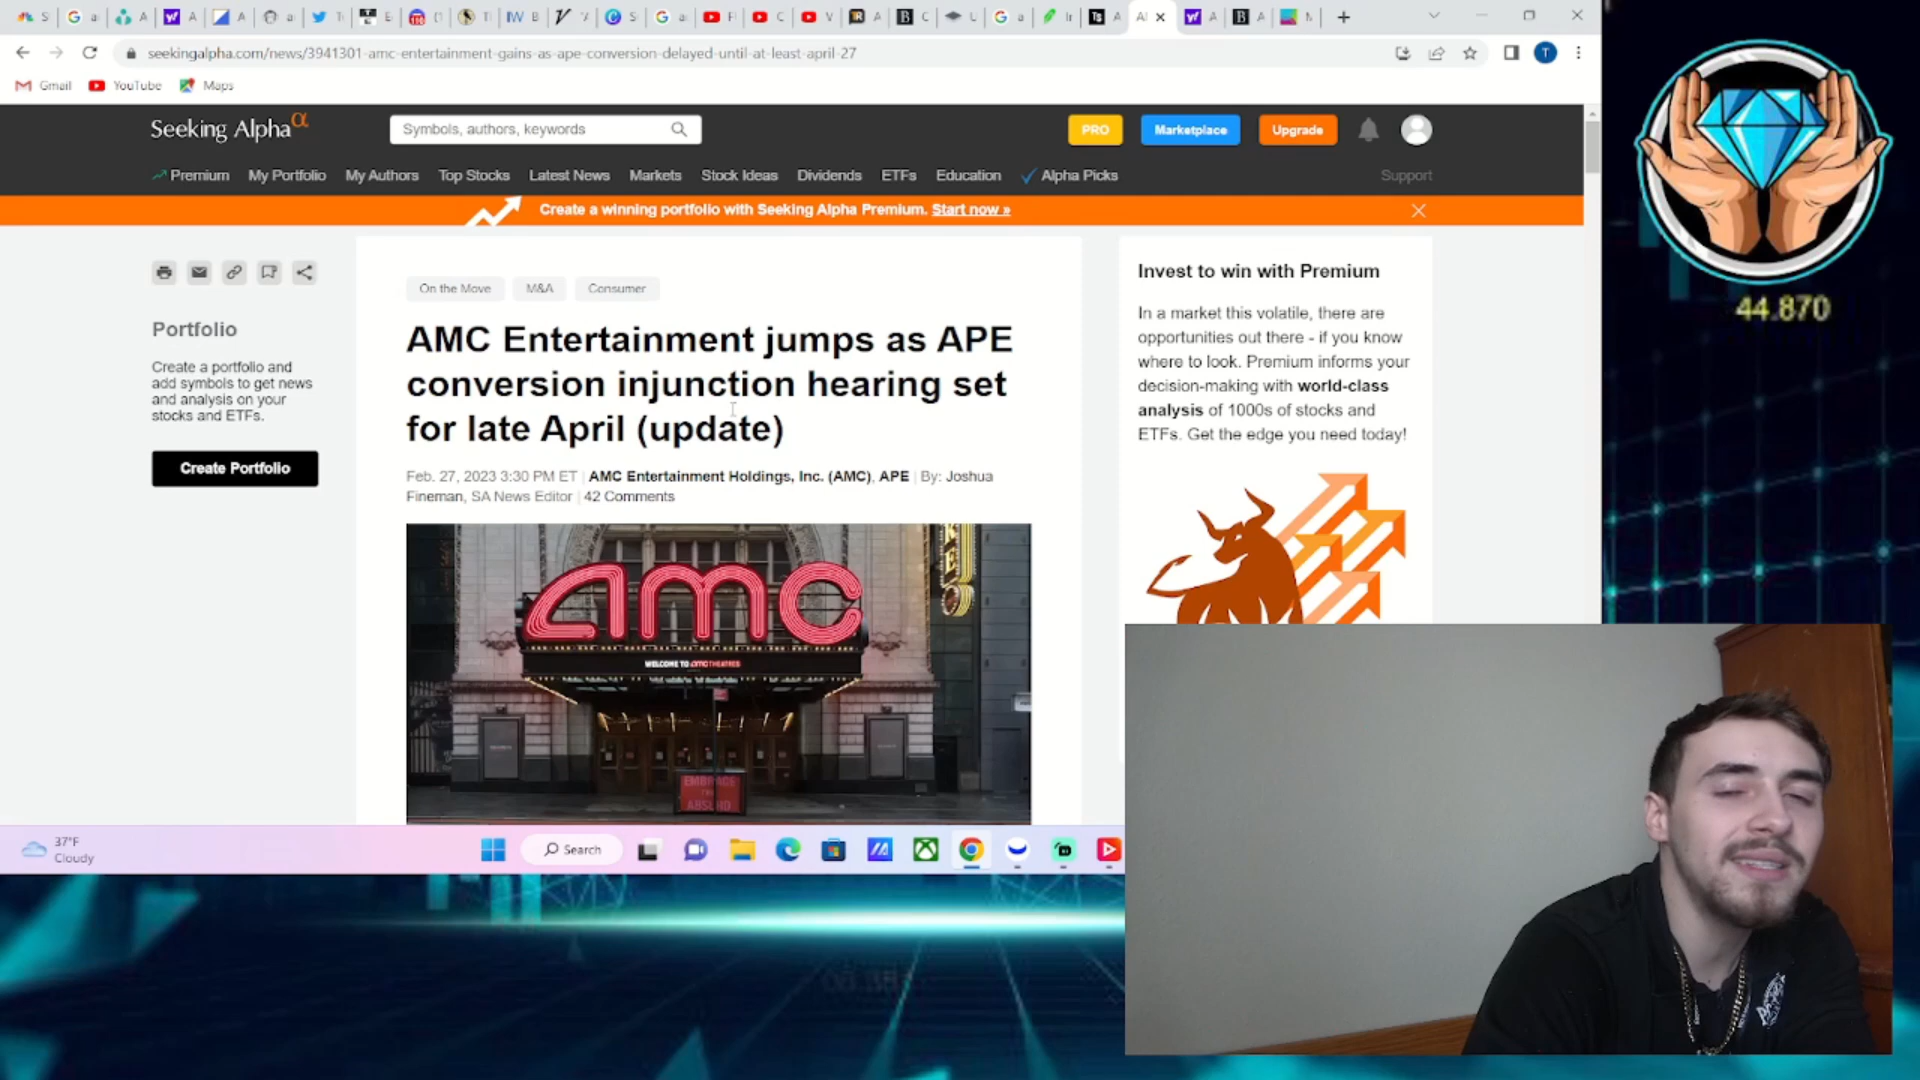 seekingalpha.com/news/3941301-amc-entertainment-gains-as-ape-conversion-delayed-until-at-least-april-27
T
Gmail
YouTube
Maps
Seeking Alpha α
Symbols, authors, keywords
PRO
Marketplace
Upgrade
Premium
My Portfolio
My Authors
Top Stocks
Latest News
Markets
Stock Ideas
Dividends
ETFs
Education
Alpha Picks
Support
Create a winning portfolio with Seeking Alpha Premium. Start now »
44.870
Portfolio
Create a portfolio and
add symbols to get news
and analysis on your
stocks and ETFs.
Create Portfolio
On the Move
M&A
Consumer
AMC Entertainment jumps as APE
conversion injunction hearing set
for late April (update)
Feb. 27, 2023 3:30 PM ET | AMC Entertainment Holdings, Inc. (AMC), APE | By: Joshua
Fineman, SA News Editor | 42 Comments
amc
WELCOME TO amc THEATRES
EMBRACE
THE
ABSURD
Invest to win with Premium
In a market this volatile, there are
opportunities out there - if you know
where to look. Premium informs your
decision-making with world-class
analysis of 1000s of stocks and
ETFs. Get the edge you need today!
37°F
Cloudy
Search